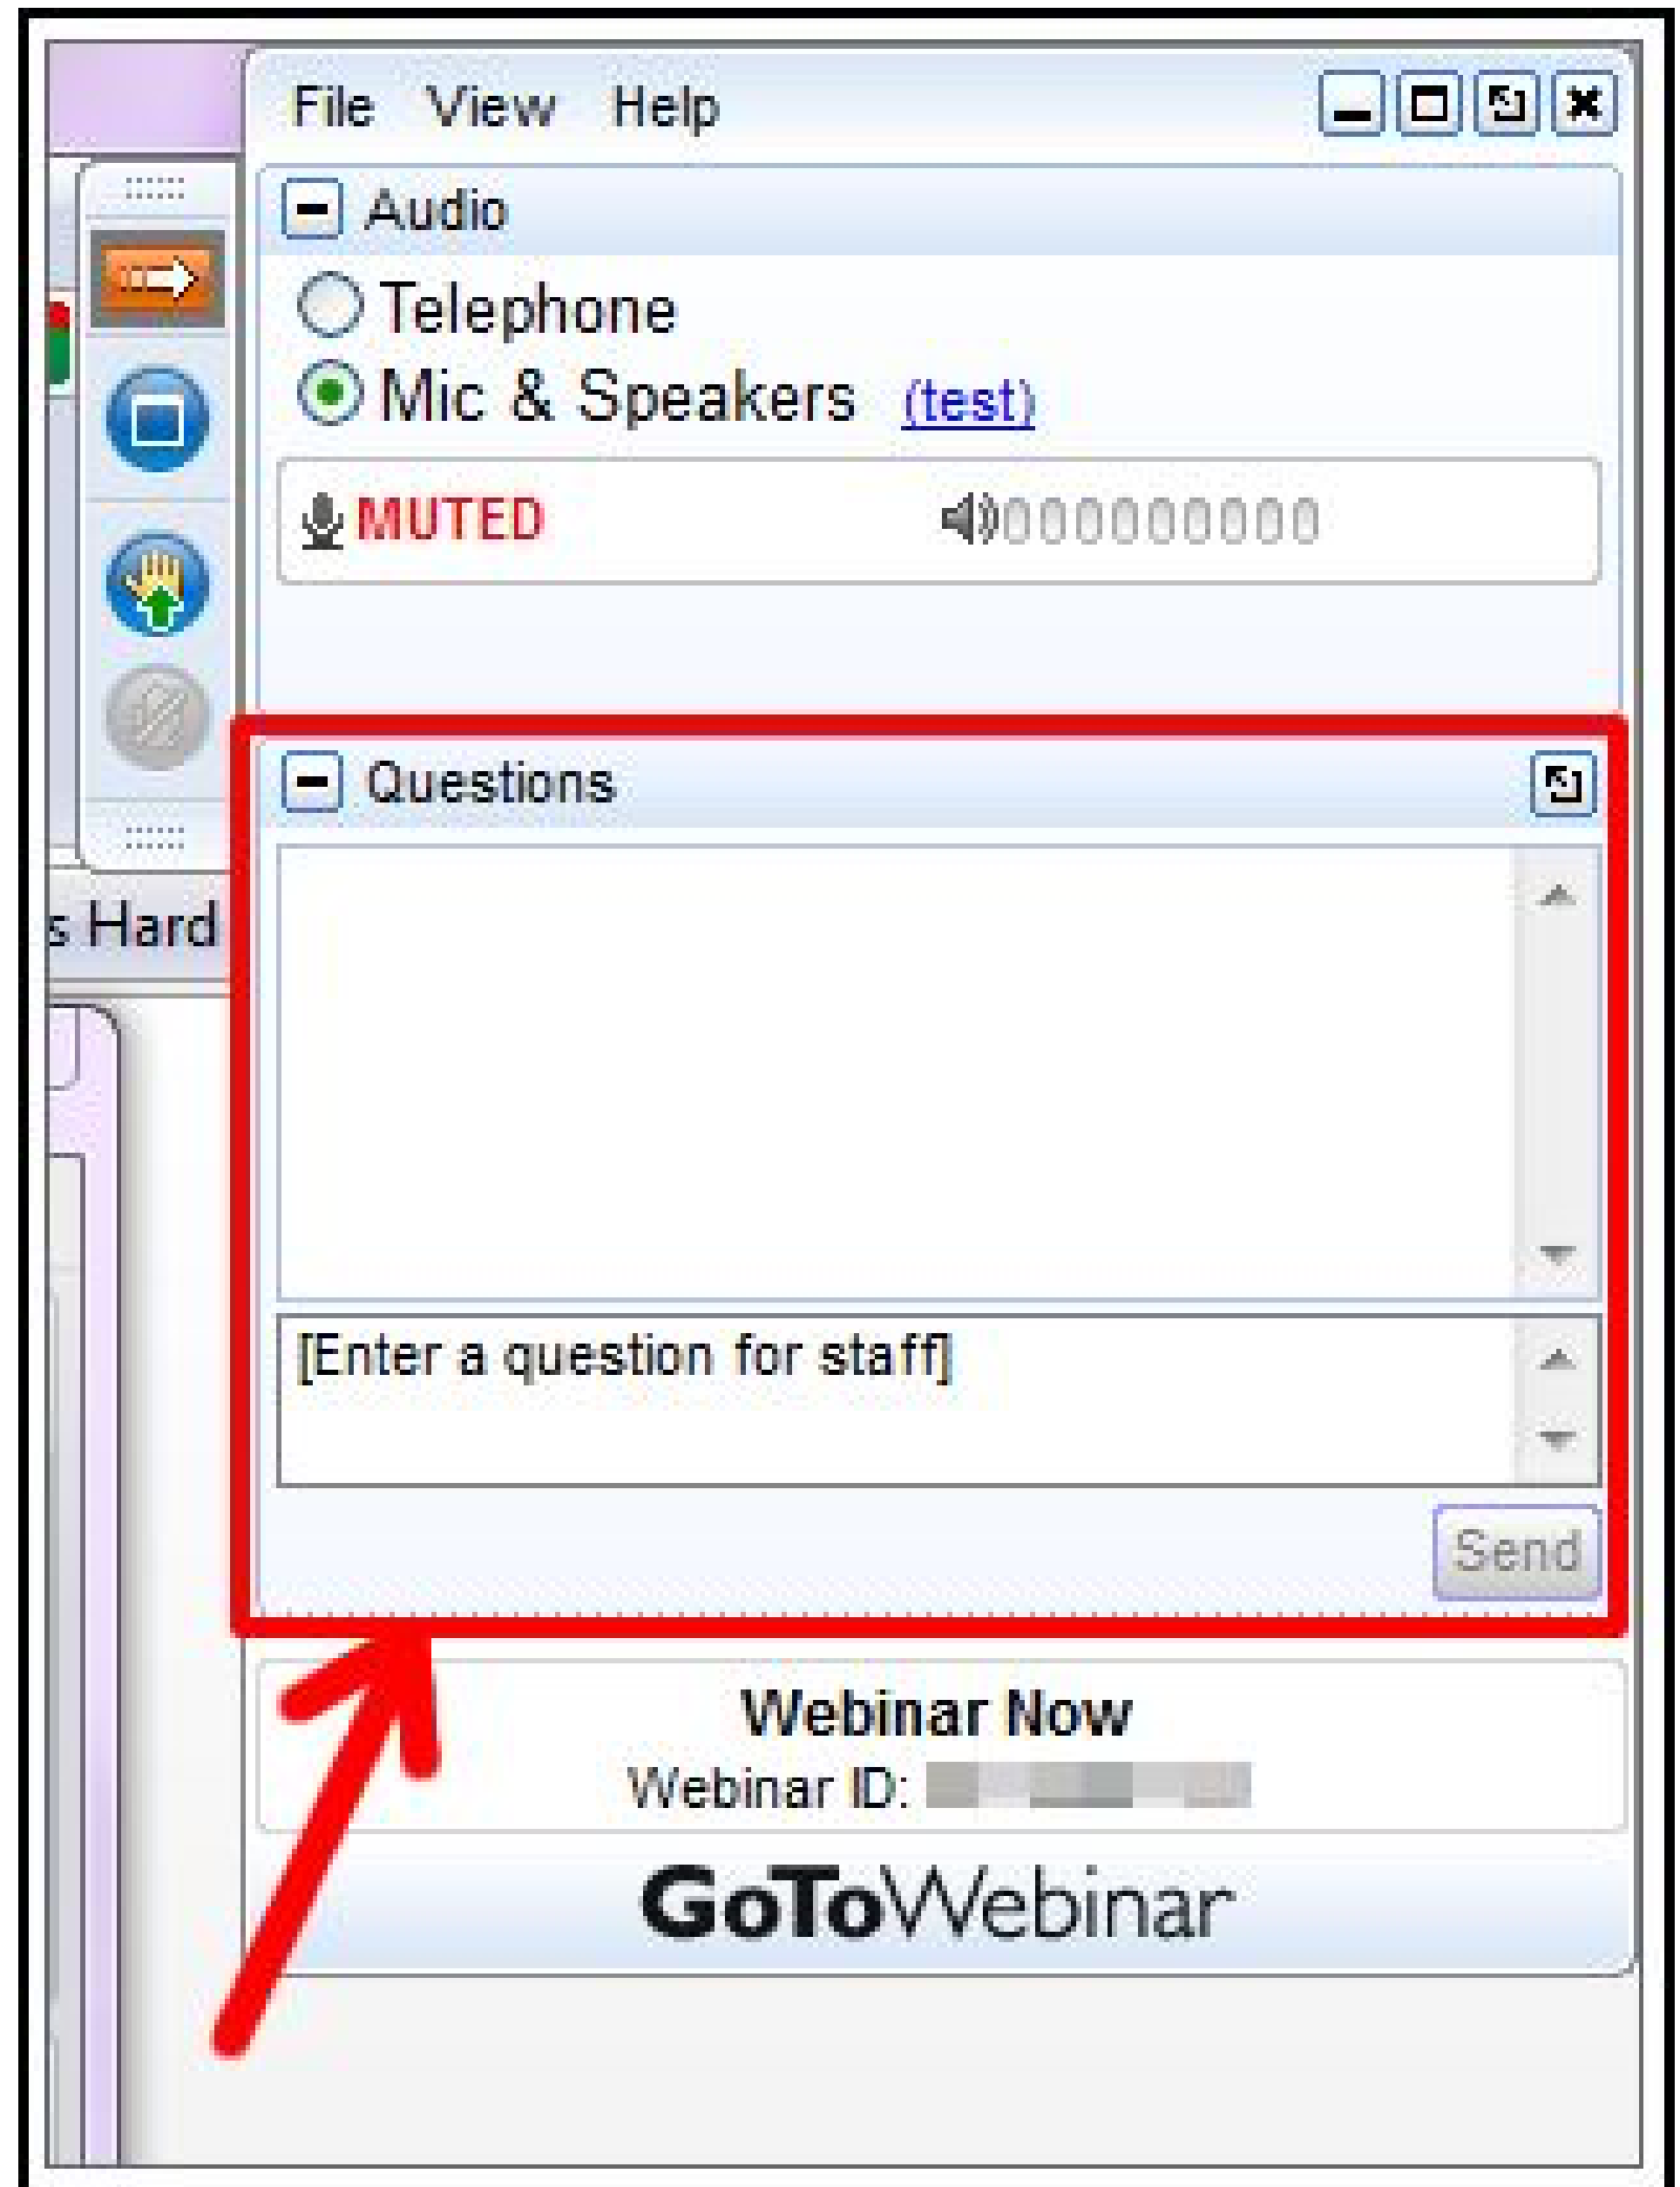 File View Help
Audio
Telephone
Mic & Speakers (test)
MUTED
Questions
s Hard
[Enter a question for staff]
Send
Webinar Now
Webinar ID:
GoToWebinar